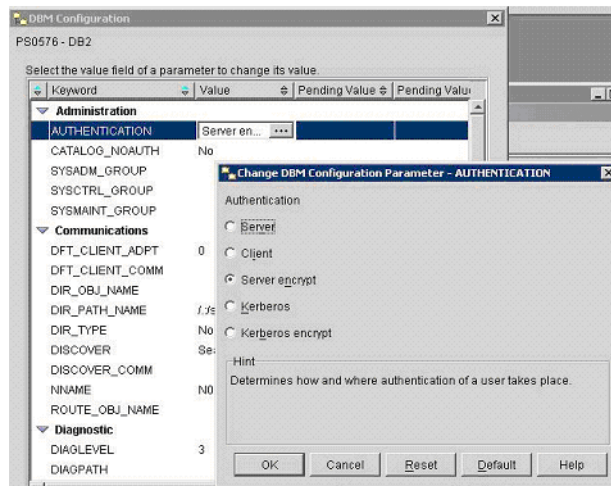 DBM Configuration
PS0576 - DB2
Select the value field of a parameter to change its value.
Keyword Value Pending Value Pending Valu
Administration
AUTHENTICATION Server en... ...
CATALOG_NOAUTH No
SYSADM_GROUP
SYSCTRL_GROUP
SYSMAINT_GROUP
Communications
DFT_CLIENT_ADPT 0
DFT_CLIENT_COMM
DIR_OBJ_NAME
DIR_PATH_NAME /.:/s
DIR_TYPE No
DISCOVER Sea
DISCOVER_COMM
NNAME N0
ROUTE_OBJ_NAME
Diagnostic
DIAGLEVEL 3
DIAGPATH
Change DBM Configuration Parameter - AUTHENTICATION
Authentication
Server
Client
Server encrypt
Kerberos
Kerberos encrypt
Hint
Determines how and where authentication of a user takes place.
OK Cancel Reset Default Help